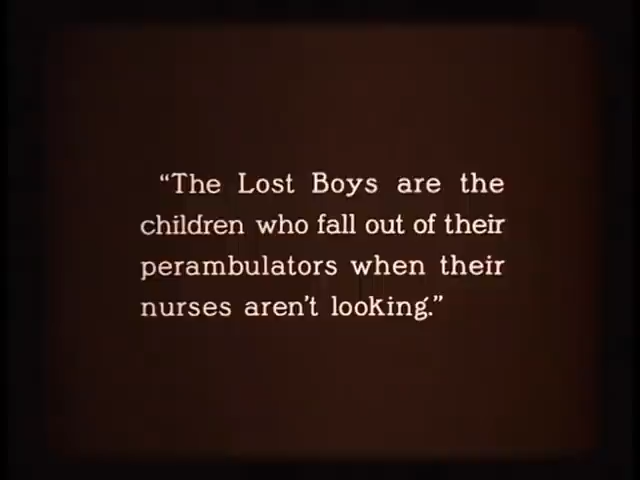 “The Lost Boys are the
children who fall out of their
perambulators when their
nurses aren't looking.”